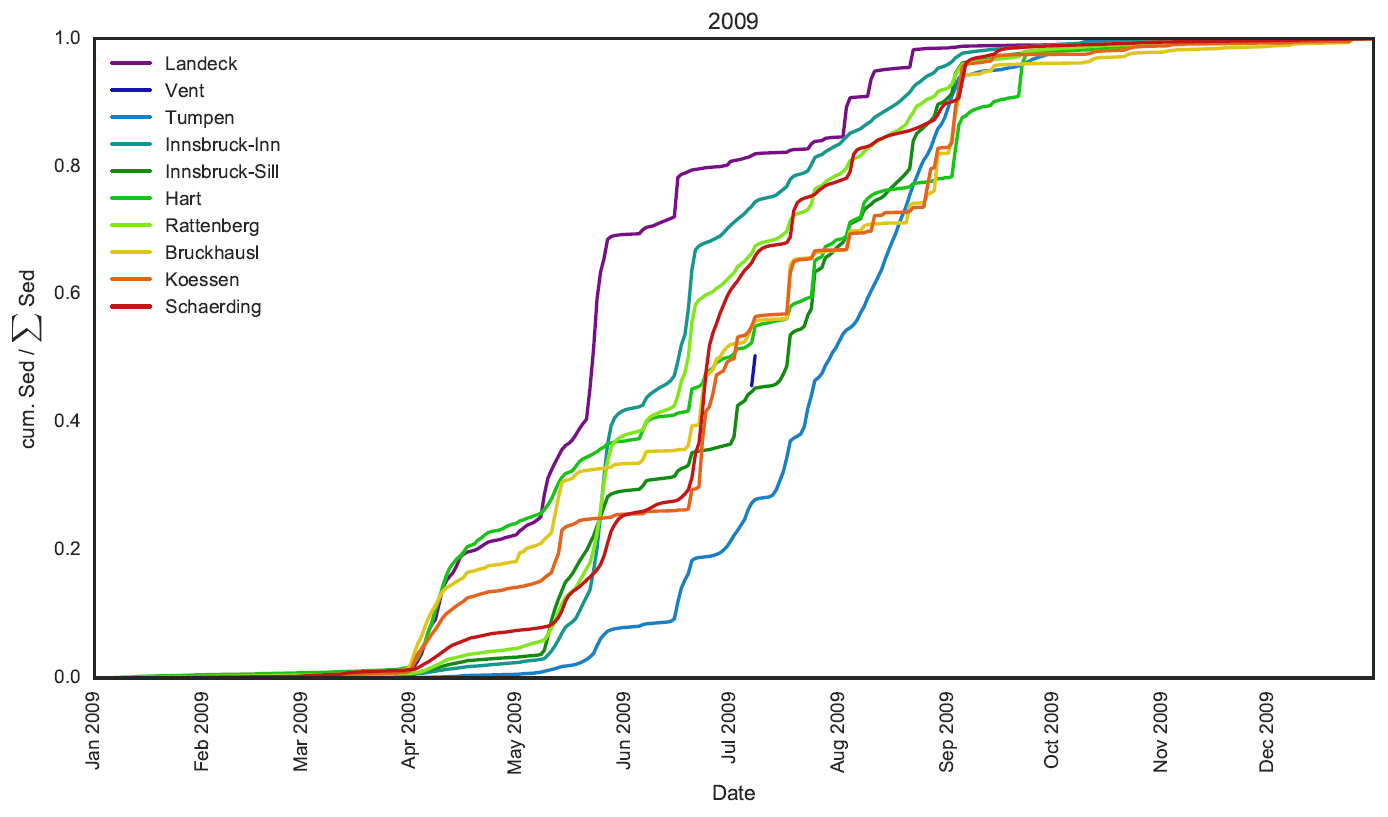 2009
1.0
0.8
0.6
0.4
0.2
0.0
cum. Sed / ∑ Sed
Landeck
Vent
Tumpen
Innsbruck-Inn
Innsbruck-Sill
Hart
Rattenberg
Bruckhausl
Koessen
Schaerding
Jan 2009
Feb 2009
Mar 2009
Apr 2009
May 2009
Jun 2009
Jul 2009
Aug 2009
Sep 2009
Oct 2009
Nov 2009
Dec 2009
Date